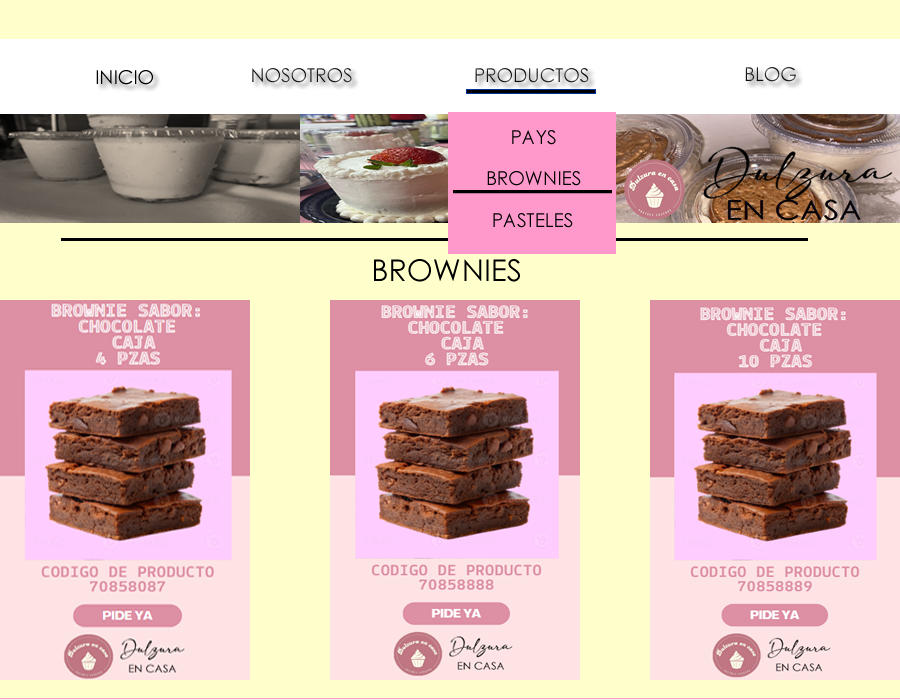 INICIO
NOSOTROS
PRODUCTOS
BLOG
PAYS
BROWNIES
PASTELES
Dulzura en casa
Dulzura
EN CASA
BROWNIES
BROWNIE SABOR:
CHOCOLATE
CAJA
4 PZAS
CODIGO DE PRODUCTO
70858087
PIDE YA
Dulzura en casa
Dulzura
EN CASA
BROWNIE SABOR:
CHOCOLATE
CAJA
6 PZAS
CODIGO DE PRODUCTO
70858888
PIDE YA
Dulzura en casa
Dulzura
EN CASA
BROWNIE SABOR:
CHOCOLATE
CAJA
10 PZAS
CODIGO DE PRODUCTO
70858889
PIDE YA
Dulzura en casa
Dulzura
EN CASA